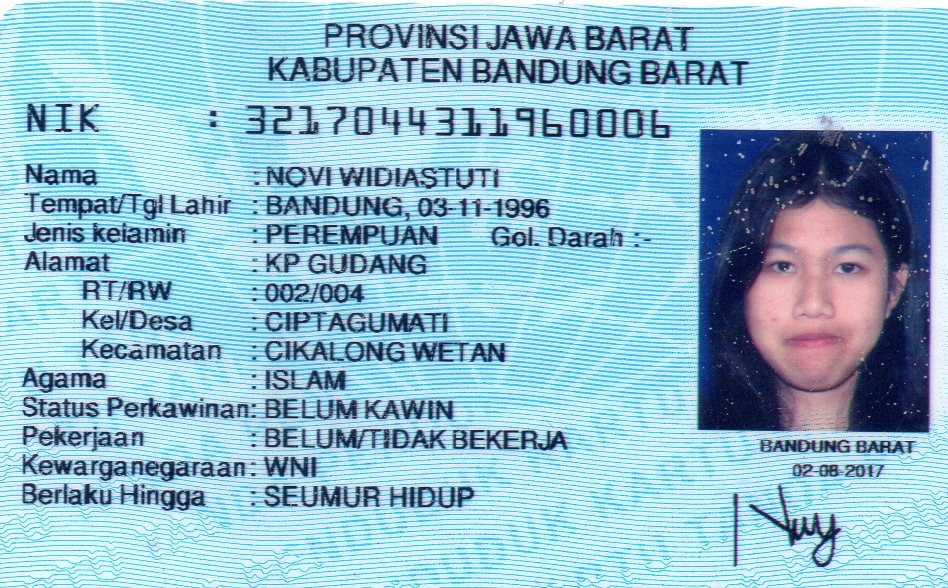 PROVINSI JAWA BARAT
KABUPATEN BANDUNG BARAT
NIK : 3217044311960006
Nama : NOVI WIDIASTUTI
Tempat/Tgl Lahir : BANDUNG, 03-11-1996
Jenis kelamin : PEREMPUAN Gol. Darah :-
Alamat : KP GUDANG
RT/RW : 002/004
Kel/Desa : CIPTAGUMATI
Kecamatan : CIKALONG WETAN
Agama : ISLAM
Status Perkawinan: BELUM KAWIN
Pekerjaan : BELUM/TIDAK BEKERJA
Kewarganegaraan: WNI
Berlaku Hingga : SEUMUR HIDUP
BANDUNG BARAT
02-08-2017